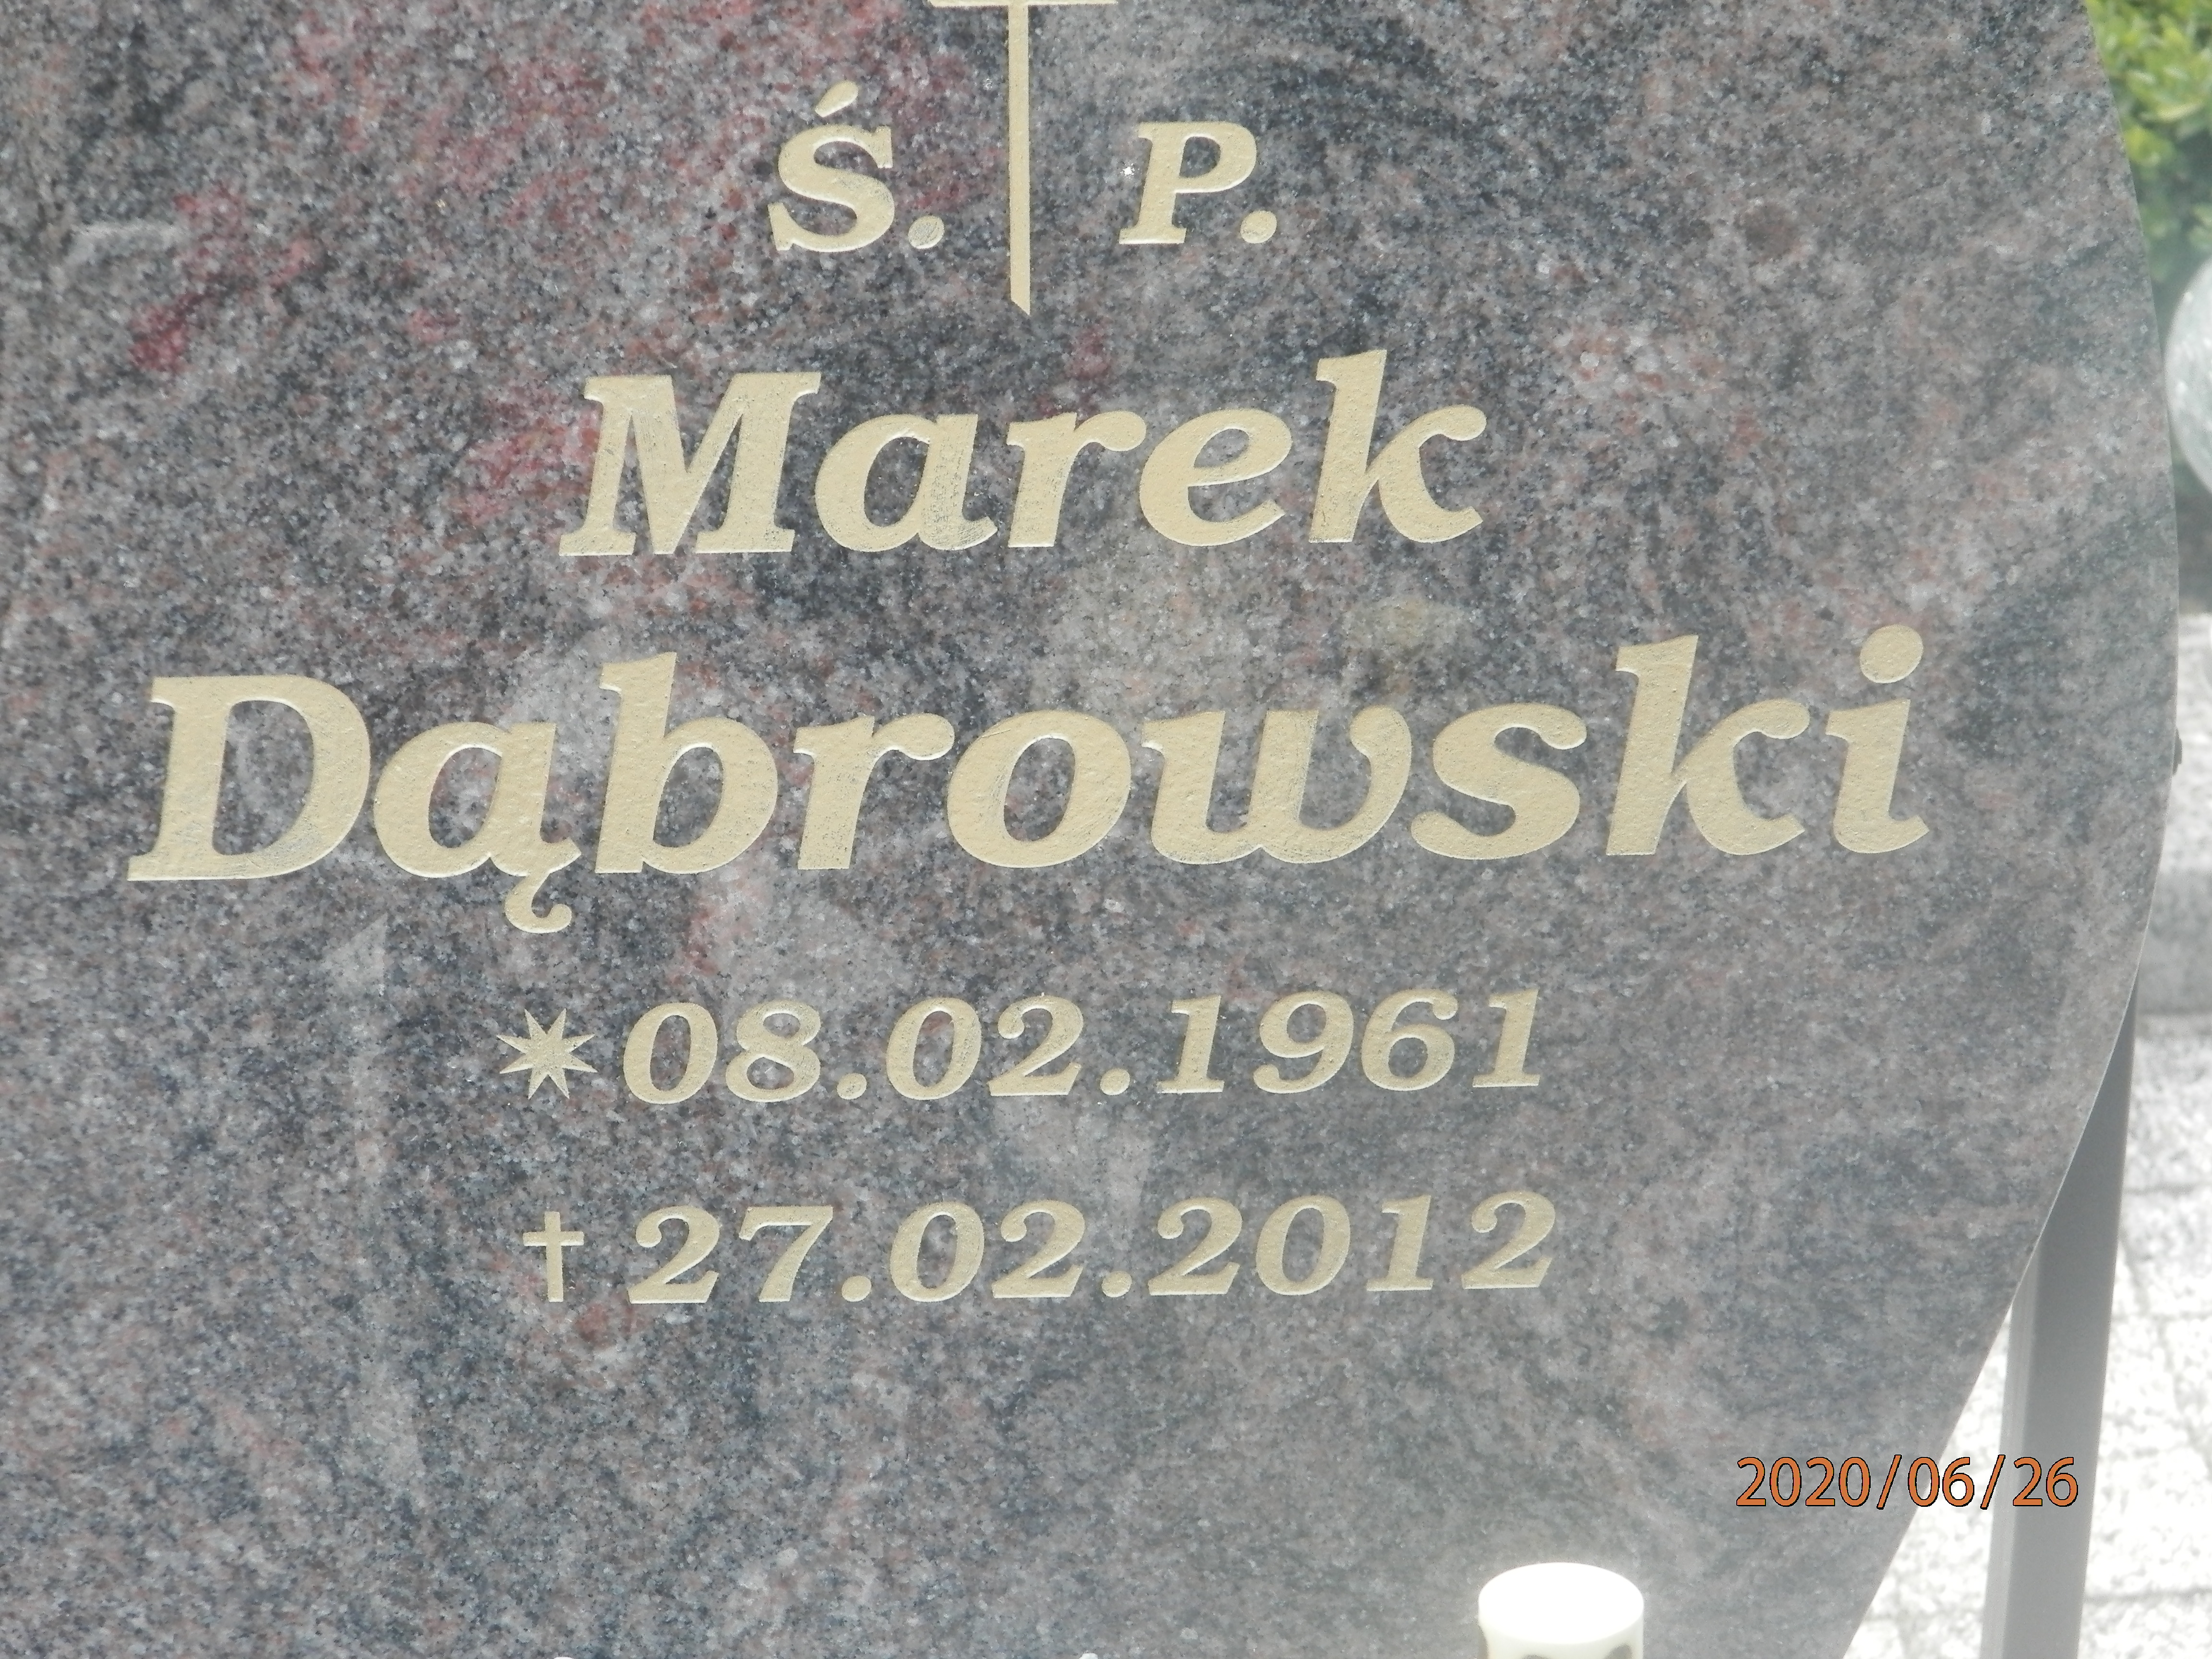 Ś. P.
Marek
Dąbrowski
✷08.02.1961
†27.02.2012
2020/06/26